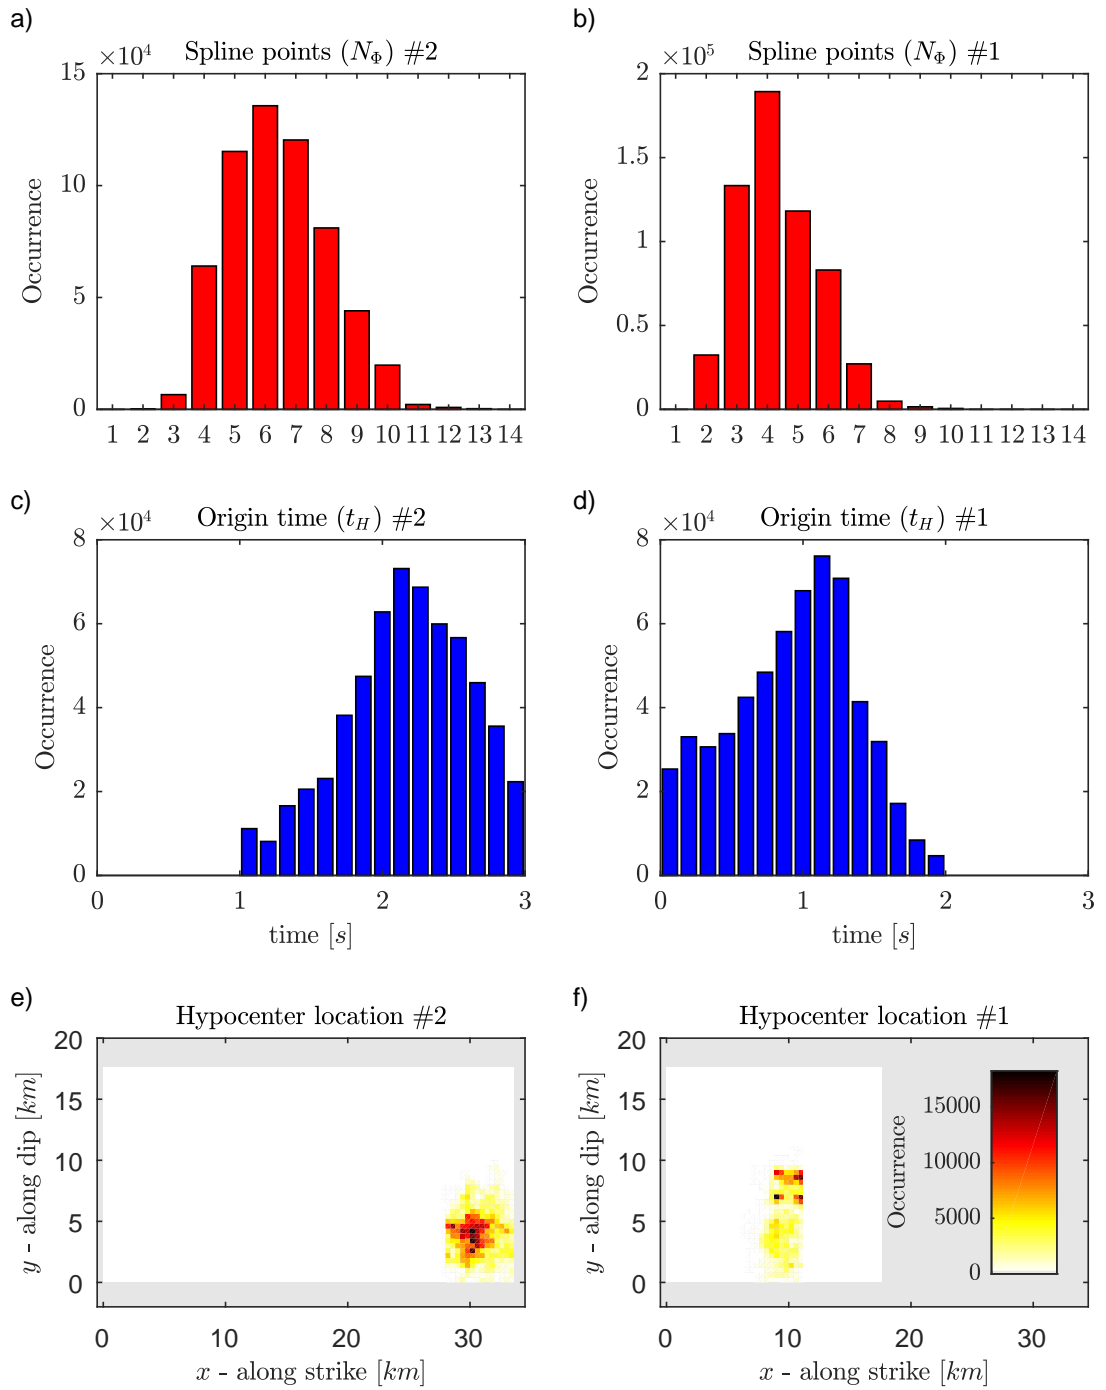 a)
×10⁴ Spline points (N_Φ) #2
15
10
5
0
Occurrence
1 2 3 4 5 6 7 8 9 10 11 12 13 14
b)
×10⁵ Spline points (N_Φ) #1
2
1.5
1
0.5
0
Occurrence
1 2 3 4 5 6 7 8 9 10 11 12 13 14
c)
×10⁴ Origin time (t_H) #2
8
6
4
2
0
Occurrence
0 1 2 3
time [s]
d)
×10⁴ Origin time (t_H) #1
8
6
4
2
0
Occurrence
0 1 2 3
time [s]
e)
Hypocenter location #2
20
15
10
5
0
y - along dip [km]
0 10 20 30
x - along strike [km]
f)
Hypocenter location #1
20
15
10
5
0
y - along dip [km]
Occurrence
15000
10000
5000
0
0 10 20 30
x - along strike [km]